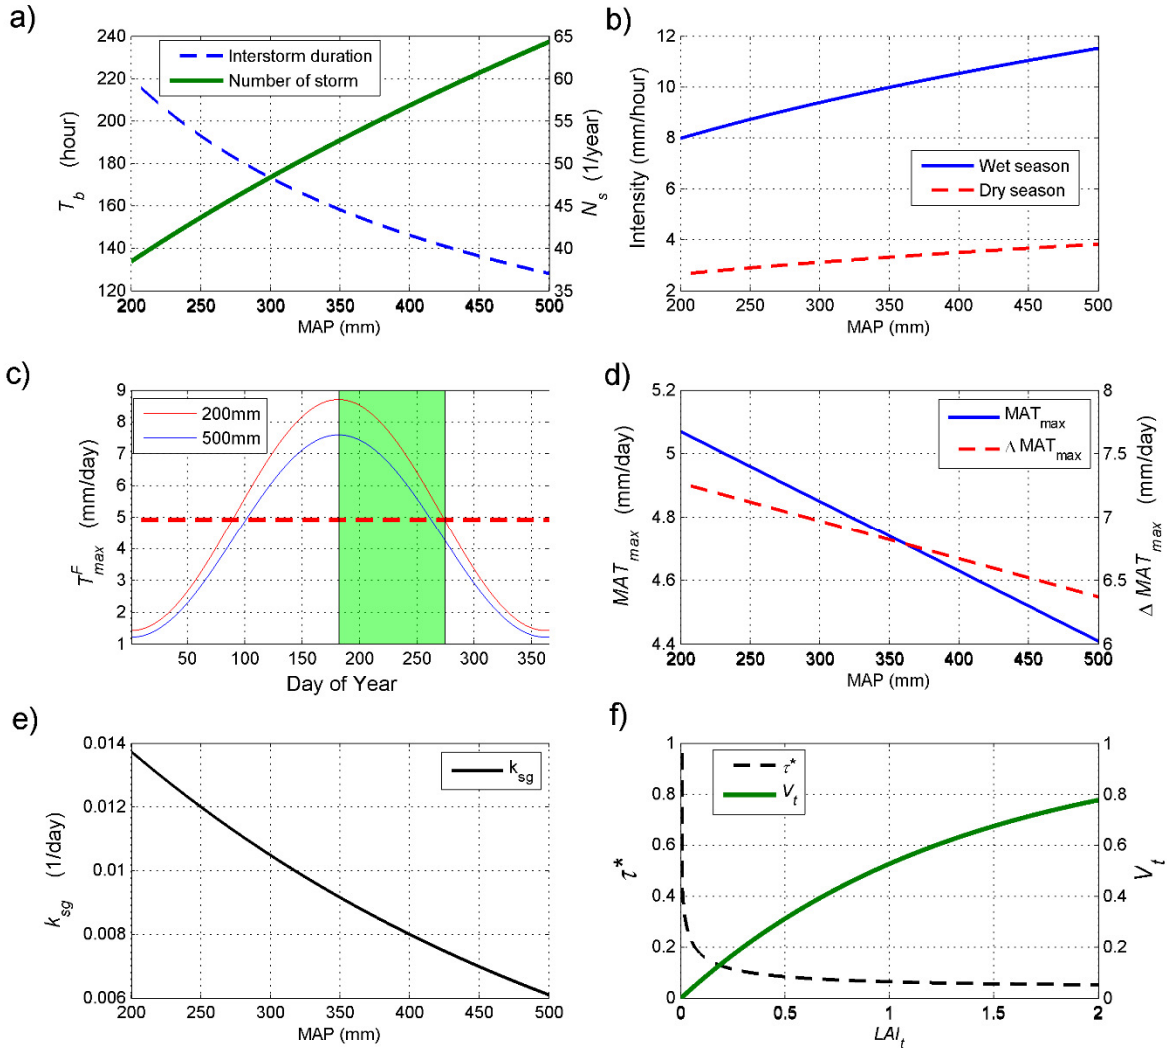 a)
240
220
200
180
160
140
120
T_b (hour)
Interstorm duration
Number of storm
65
60
55
50
45
40
35
N_s (1/year)
200 250 300 350 400 450 500
MAP (mm)
b)
12
10
8
6
4
2
Intensity (mm/hour)
Wet season
Dry season
200 250 300 350 400 450 500
MAP (mm)
c)
9
8
7
6
5
4
3
2
1
T^F_max (mm/day)
200mm
500mm
50 100 150 200 250 300 350
Day of Year
d)
5.2
5
4.8
4.6
4.4
MAT_max (mm/day)
MAT_max
Δ MAT_max
8
7.5
7
6.5
6
Δ MAT_max (mm/day)
200 250 300 350 400 450 500
MAP (mm)
e)
0.014
0.012
0.01
0.008
0.006
k_sg (1/day)
k_sg
200 250 300 350 400 450 500
MAP (mm)
f)
1
0.8
0.6
0.4
0.2
0
τ*
τ*
V_t
1
0.8
0.6
0.4
0.2
0
V_t
0 0.5 1 1.5 2
LAI_t